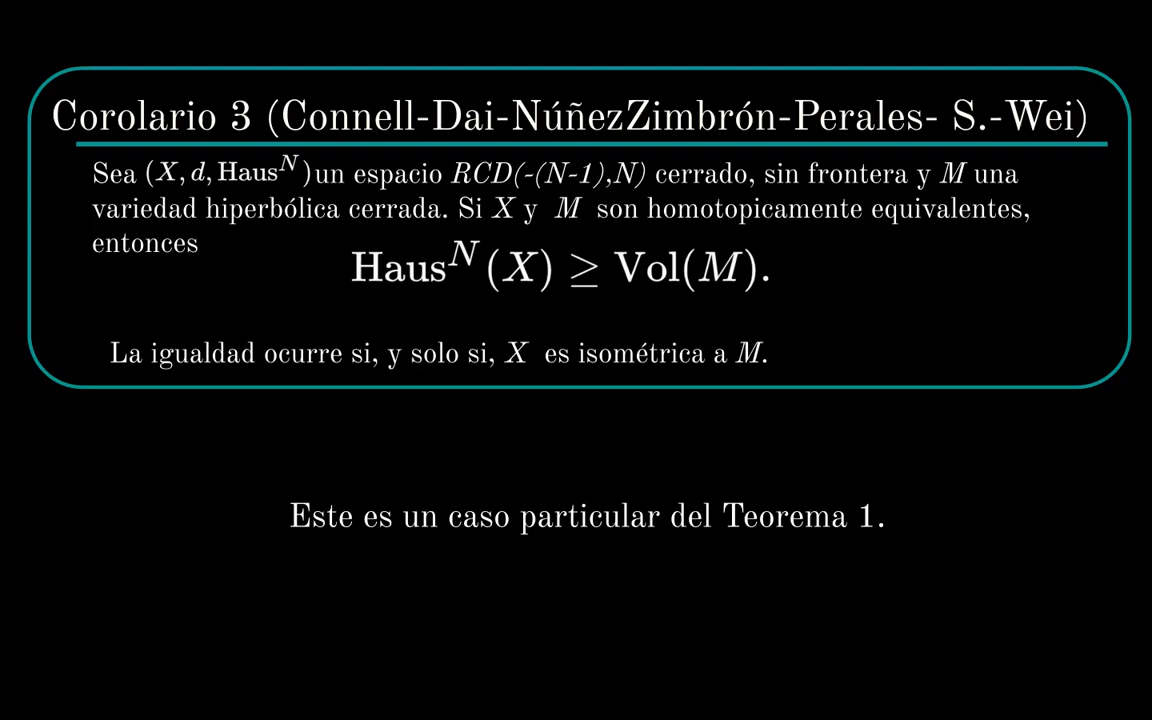 Corolario 3 (Connell-Dai-NúñezZimbrón-Perales- S.-Wei)
Sea (X, d, Haus^N) un espacio RCD(-(N-1),N) cerrado, sin frontera y M una
variedad hiperbólica cerrada. Si X y M son homotopicamente equivalentes,
entonces
Haus^N(X) ≥ Vol(M).
La igualdad ocurre si, y solo si, X es isométrica a M.
Este es un caso particular del Teorema 1.